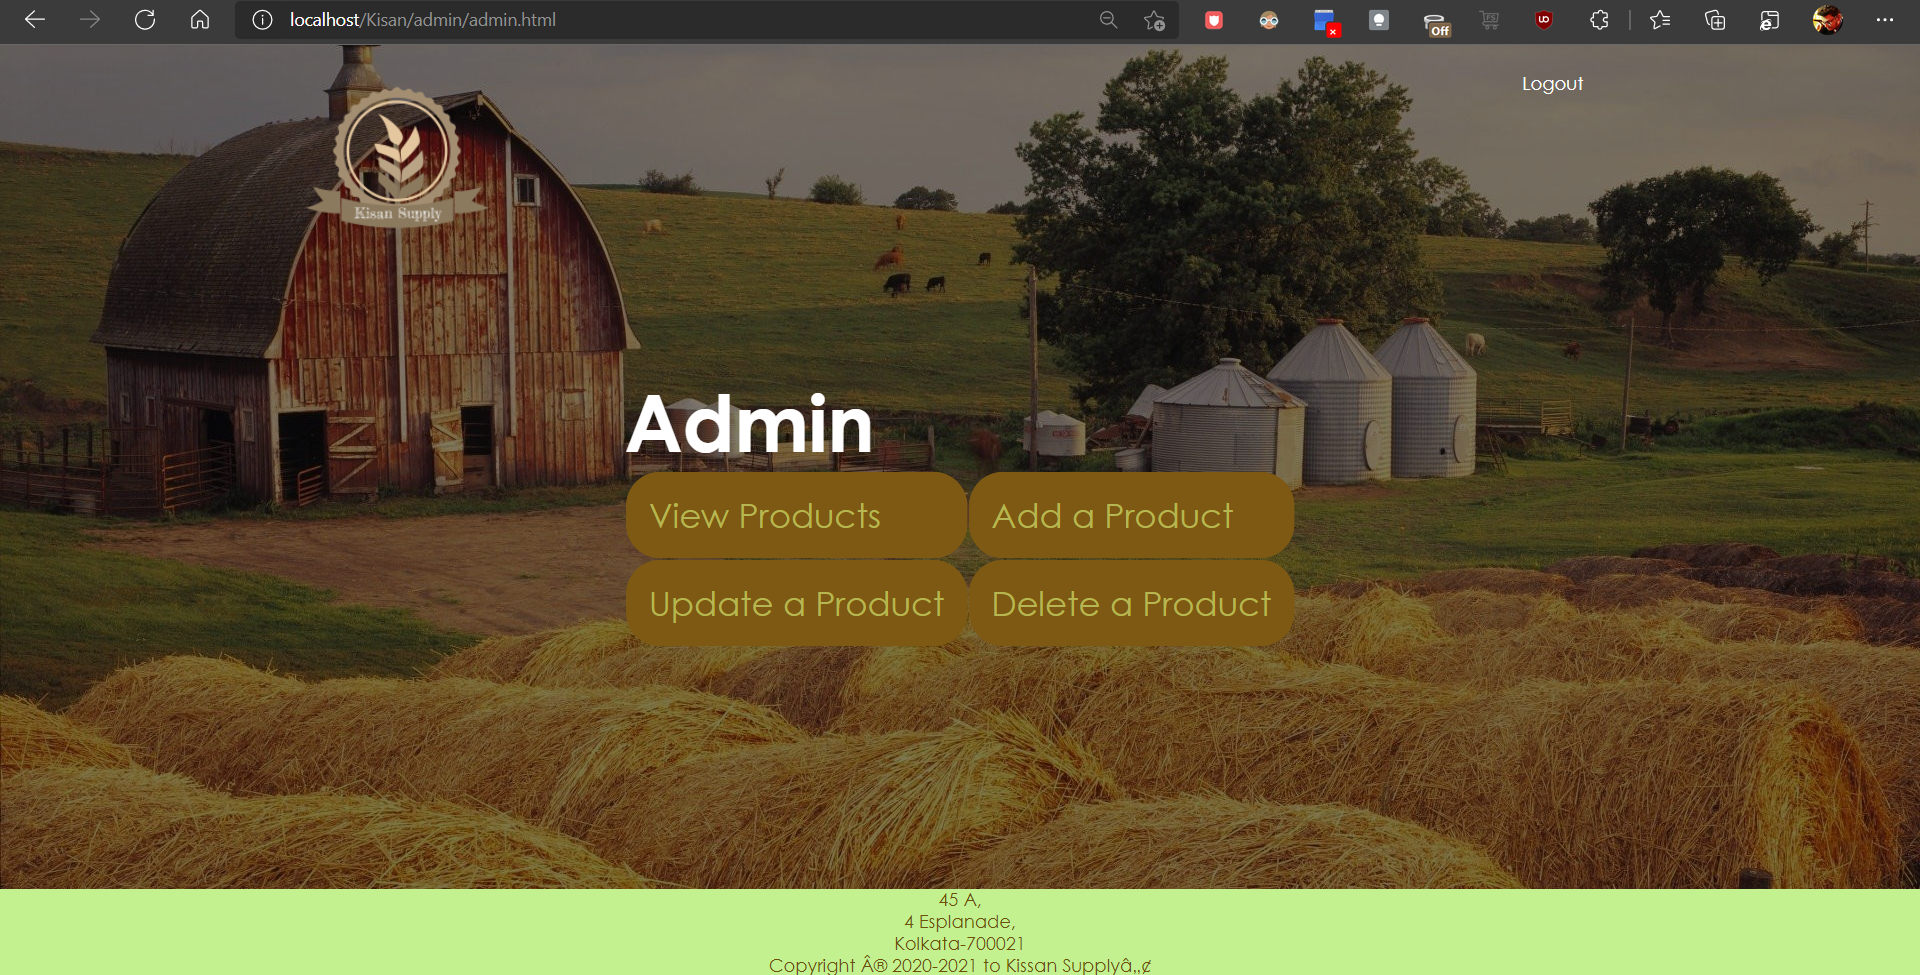 localhost/Kisan/admin/admin.html
Off
UD
Logout
Kisan Supply
Admin
View Products
Add a Product
Update a Product
Delete a Product
45 A,
4 Esplanade,
Kolkata-700021
Copyright Â® 2020-2021 to Kissan Supplyâ„¢